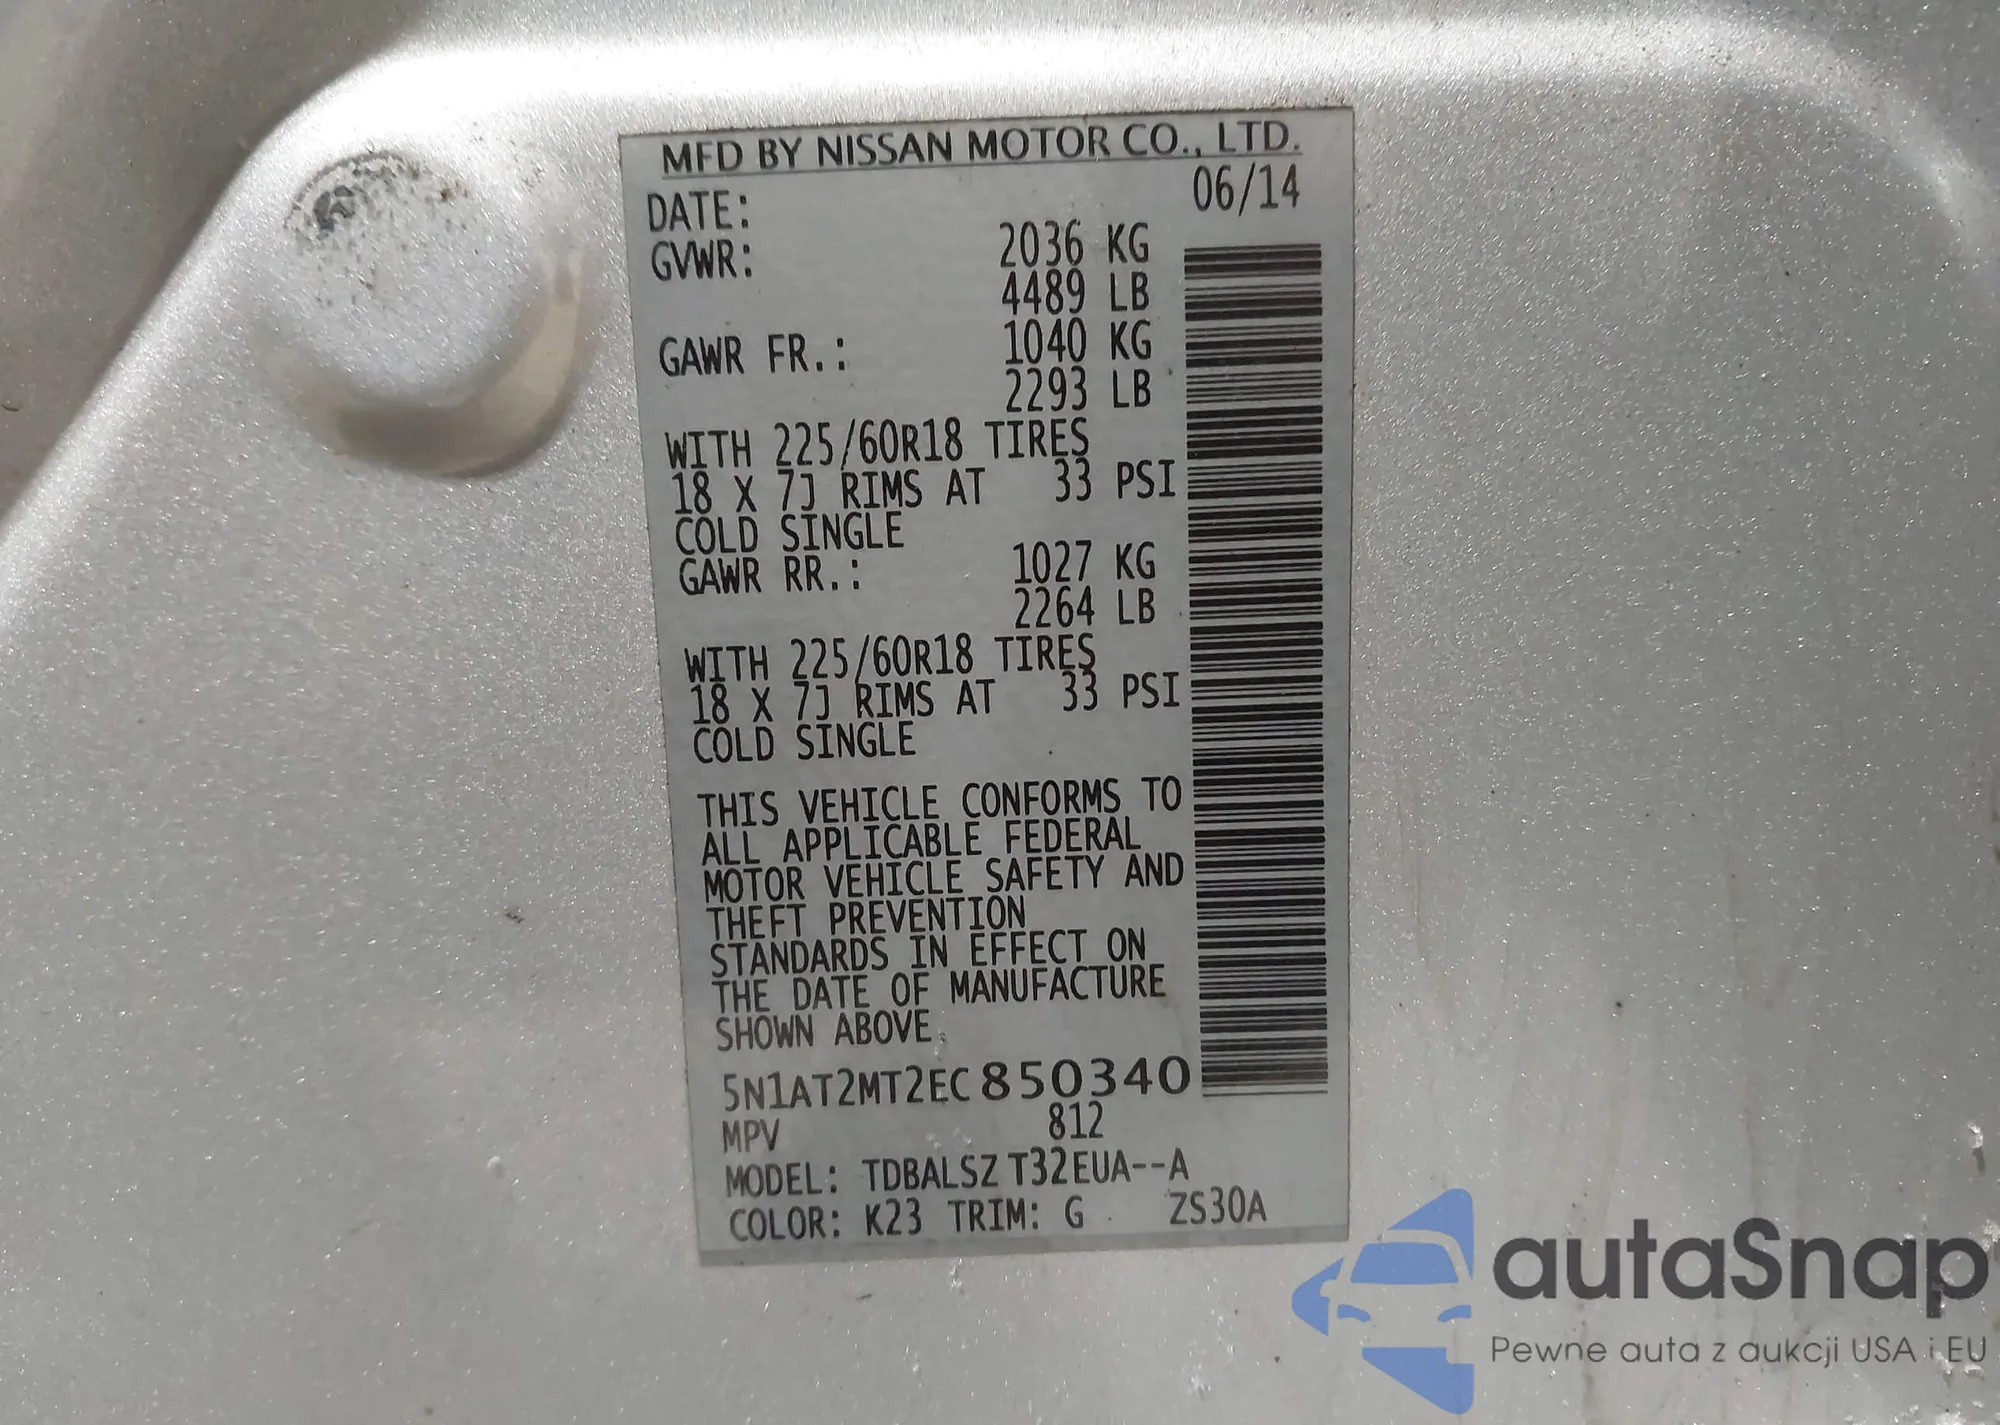 MFD BY NISSAN MOTOR CO., LTD.
DATE: 06/14
GVWR: 2036 KG
4489 LB
GAWR FR.: 1040 KG
2293 LB
WITH 225/60R18 TIRES
18 X 7J RIMS AT 33 PSI
COLD SINGLE
GAWR RR.: 1027 KG
2264 LB
WITH 225/60R18 TIRES
18 X 7J RIMS AT 33 PSI
COLD SINGLE
THIS VEHICLE CONFORMS TO
ALL APPLICABLE FEDERAL
MOTOR VEHICLE SAFETY AND
THEFT PREVENTION
STANDARDS IN EFFECT ON
THE DATE OF MANUFACTURE
SHOWN ABOVE.
5N1AT2MT2EC850340
MPV 812
MODEL: TDBALSZ T32EUA--A
COLOR: K23 TRIM: G ZS30A
autaSnap
Pewne auta z aukcji USA i EU